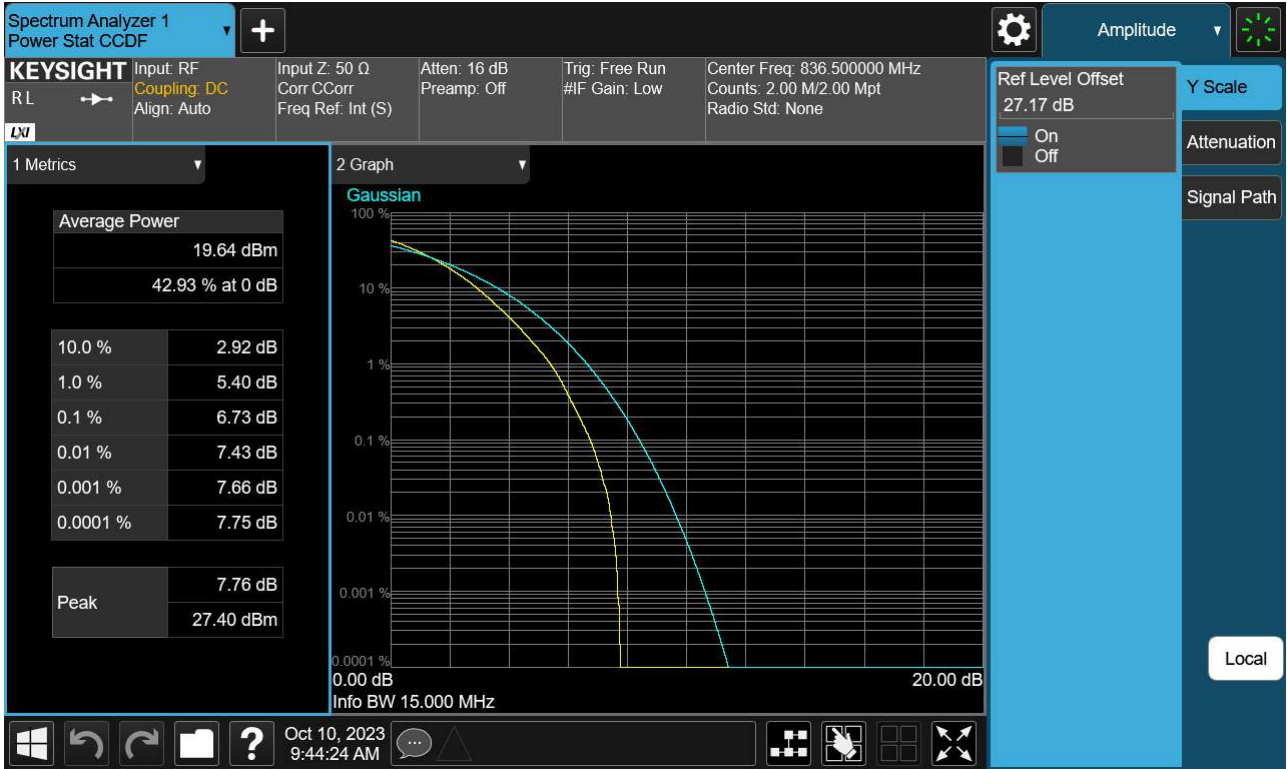 Spectrum Analyzer 1
Power Stat CCDF
+
Amplitude
KEYSIGHT
RL
LXI
Input: RF
Coupling: DC
Align: Auto
Input Z: 50 Ω
Corr CCorr
Freq Ref: Int (S)
Atten: 16 dB
Preamp: Off
Trig: Free Run
#IF Gain: Low
Center Freq: 836.500000 MHz
Counts: 2.00 M/2.00 Mpt
Radio Std: None
Ref Level Offset
27.17 dB
On
Off
Y Scale
Attenuation
Signal Path
Local
1 Metrics
Average Power
19.64 dBm
42.93 % at 0 dB
10.0 % 2.92 dB
1.0 % 5.40 dB
0.1 % 6.73 dB
0.01 % 7.43 dB
0.001 % 7.66 dB
0.0001 % 7.75 dB
Peak
7.76 dB
27.40 dBm
2 Graph
Gaussian
100 %
10 %
1 %
0.1 %
0.01 %
0.001 %
0.0001 %
0.00 dB 20.00 dB
Info BW 15.000 MHz
?
Oct 10, 2023
9:44:24 AM